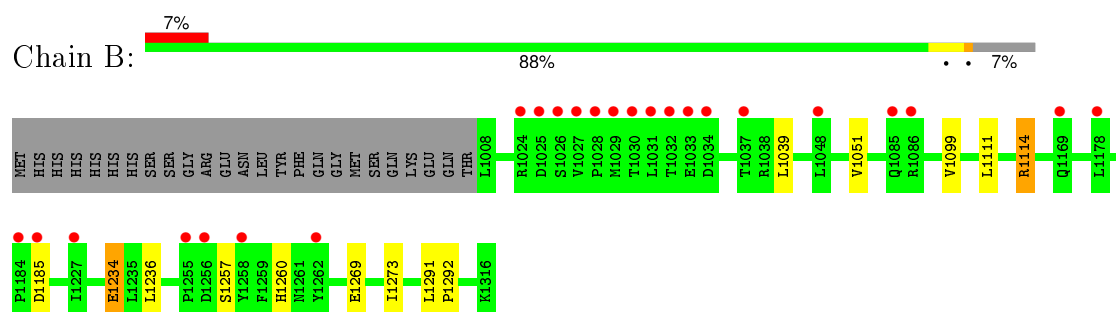 7%
Chain B:
88% • • 7%
MET HIS HIS HIS HIS HIS HIS SER SER GLY ARG GLU ASN LEU TYR PHE GLN GLY MET SER GLN LYS GLU GLN THR L1008 R1024 D1025 S1026 V1027 P1028 M1029 T1030 L1031 T1032 E1033 D1034 T1037 R1038 L1039 L1048 V1051 Q1085 R1086 V1099 L1111 R1114 Q1169 L1178
P1184 D1185 I1227 E1234 L1235 L1236 P1255 D1256 S1257 Y1258 F1259 H1260 N1261 Y1262 E1269 I1273 L1291 P1292 K1316